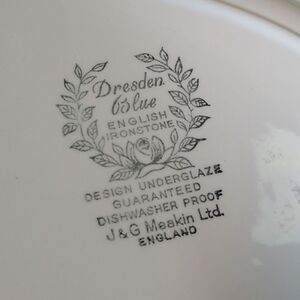 Dresden
Blue
ENGLISH
IRONSTONE
DESIGN UNDERGLAZE
GUARANTEED
DISHWASHER PROOF
J&G Meakin Ltd.
ENGLAND